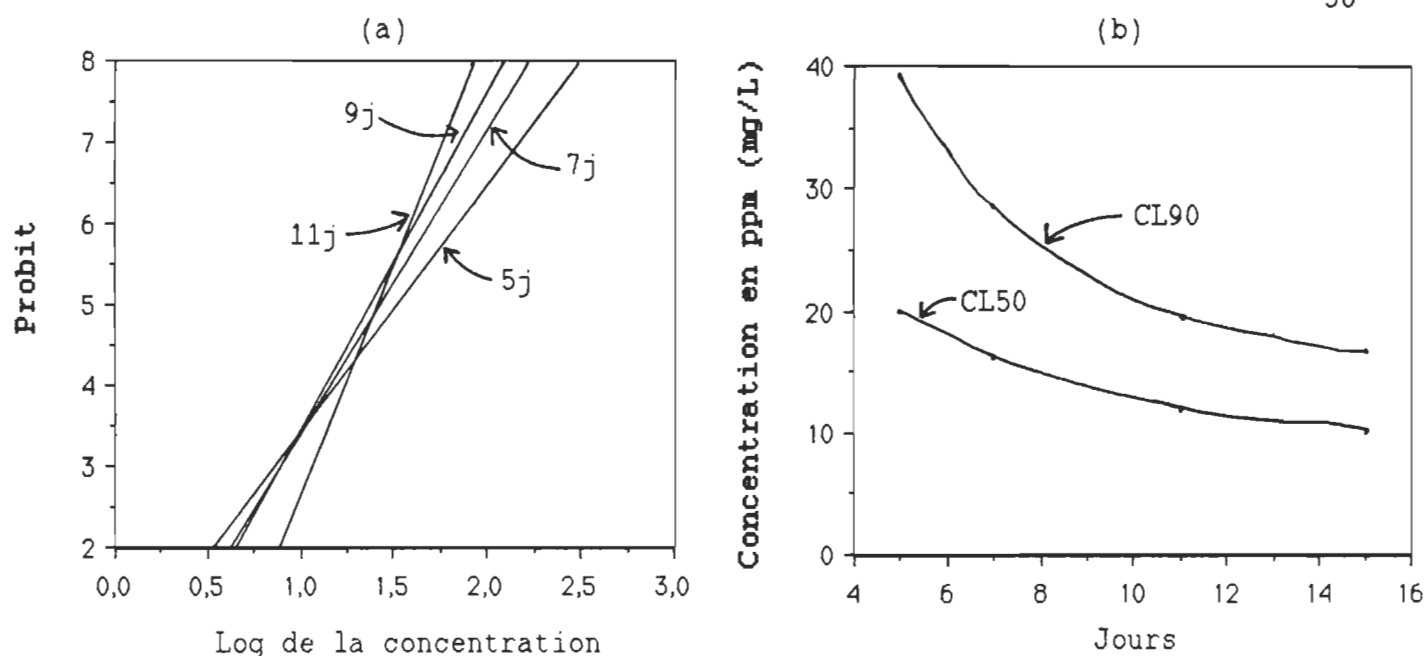 (a)
8
7
6
5
4
3
2
Probit
9j
7j
11j
5j
0,0 0,5 1,0 1,5 2,0 2,5 3,0
Log de la concentration
(b)
40
30
20
10
0
Concentration en ppm (mg/L)
CL90
CL50
4 6 8 10 12 14 16
Jours